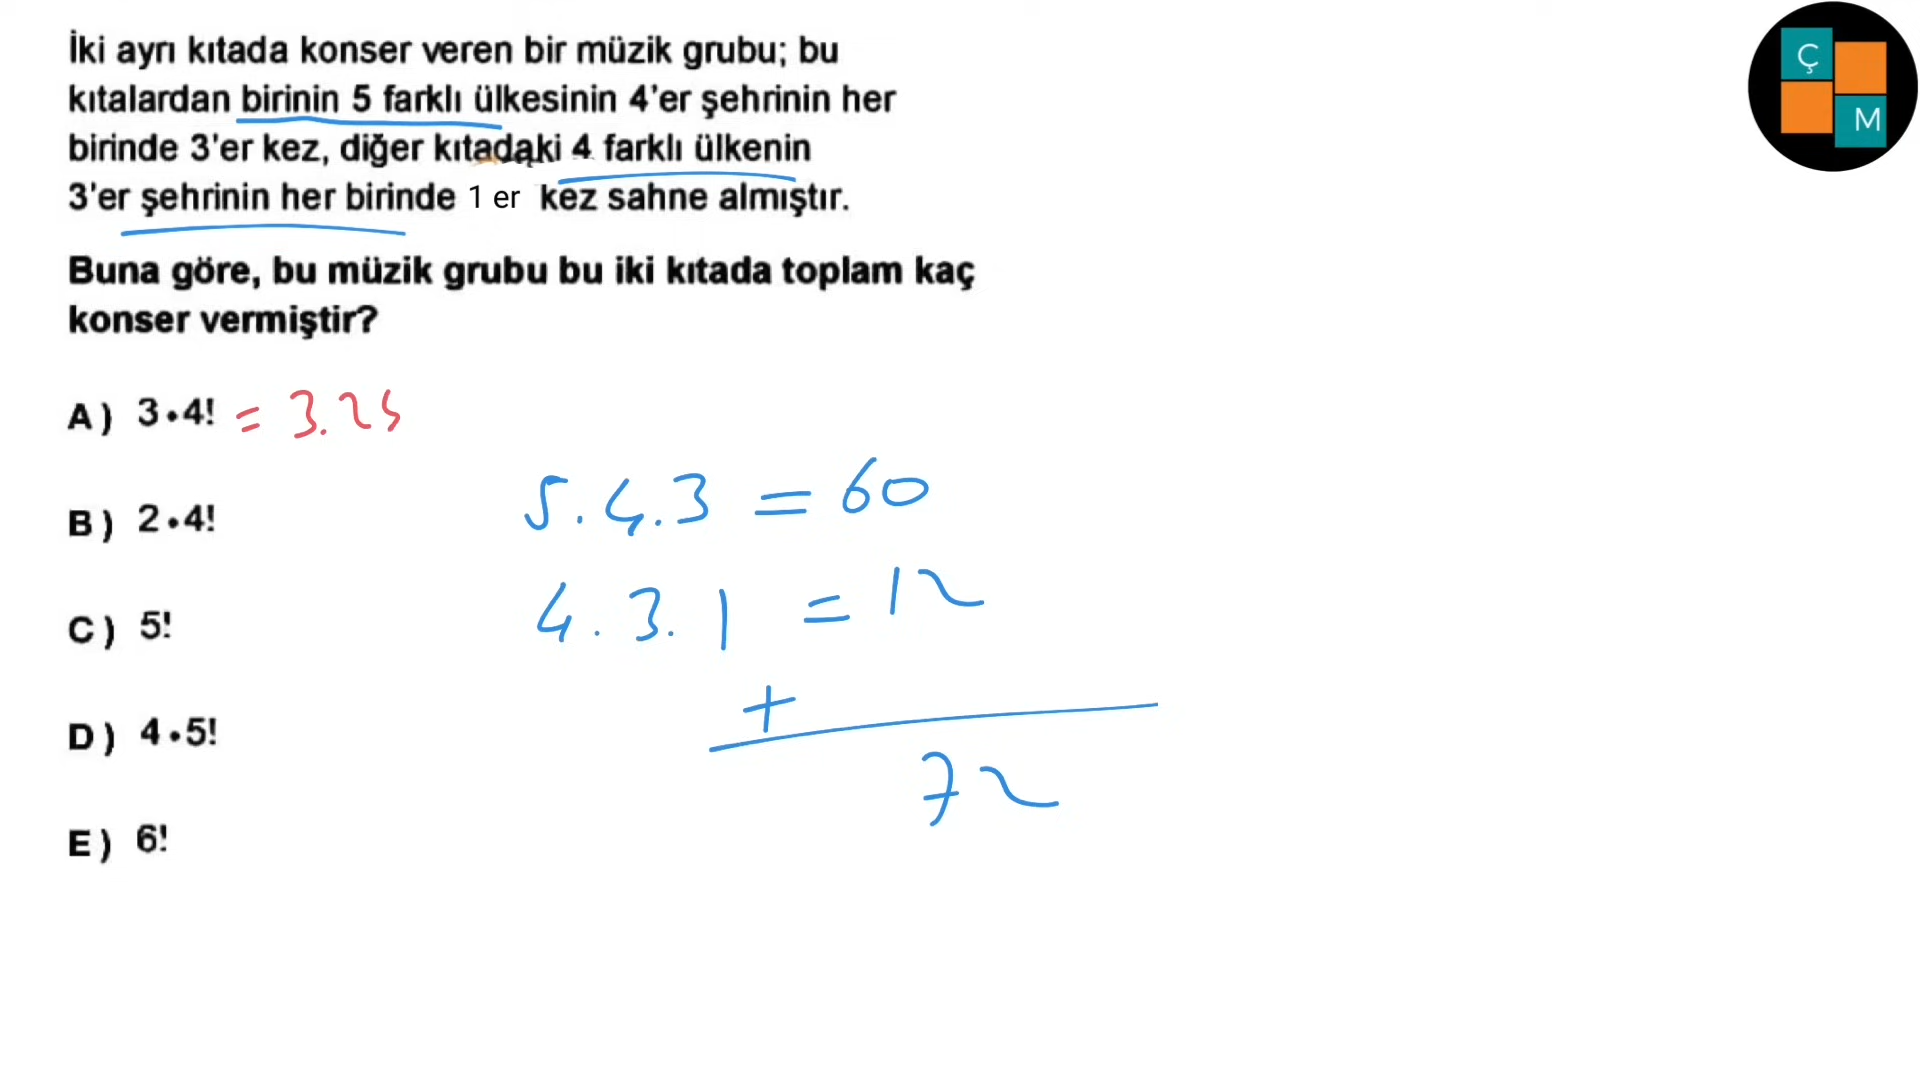 İki ayrı kıtada konser veren bir müzik grubu; bu
kıtalardan birinin 5 farklı ülkesinin 4'er şehrinin her
birinde 3'er kez, diğer kıtadaki 4 farklı ülkenin
3'er şehrinin her birinde 1 er kez sahne almıştır.
Buna göre, bu müzik grubu bu iki kıtada toplam kaç
konser vermiştir?
A) 3•4! = 3.24
B) 2•4!
C) 5!
D) 4•5!
E) 6!
5.4.3 = 60
4.3.1 = 12
+
72
Ç
M